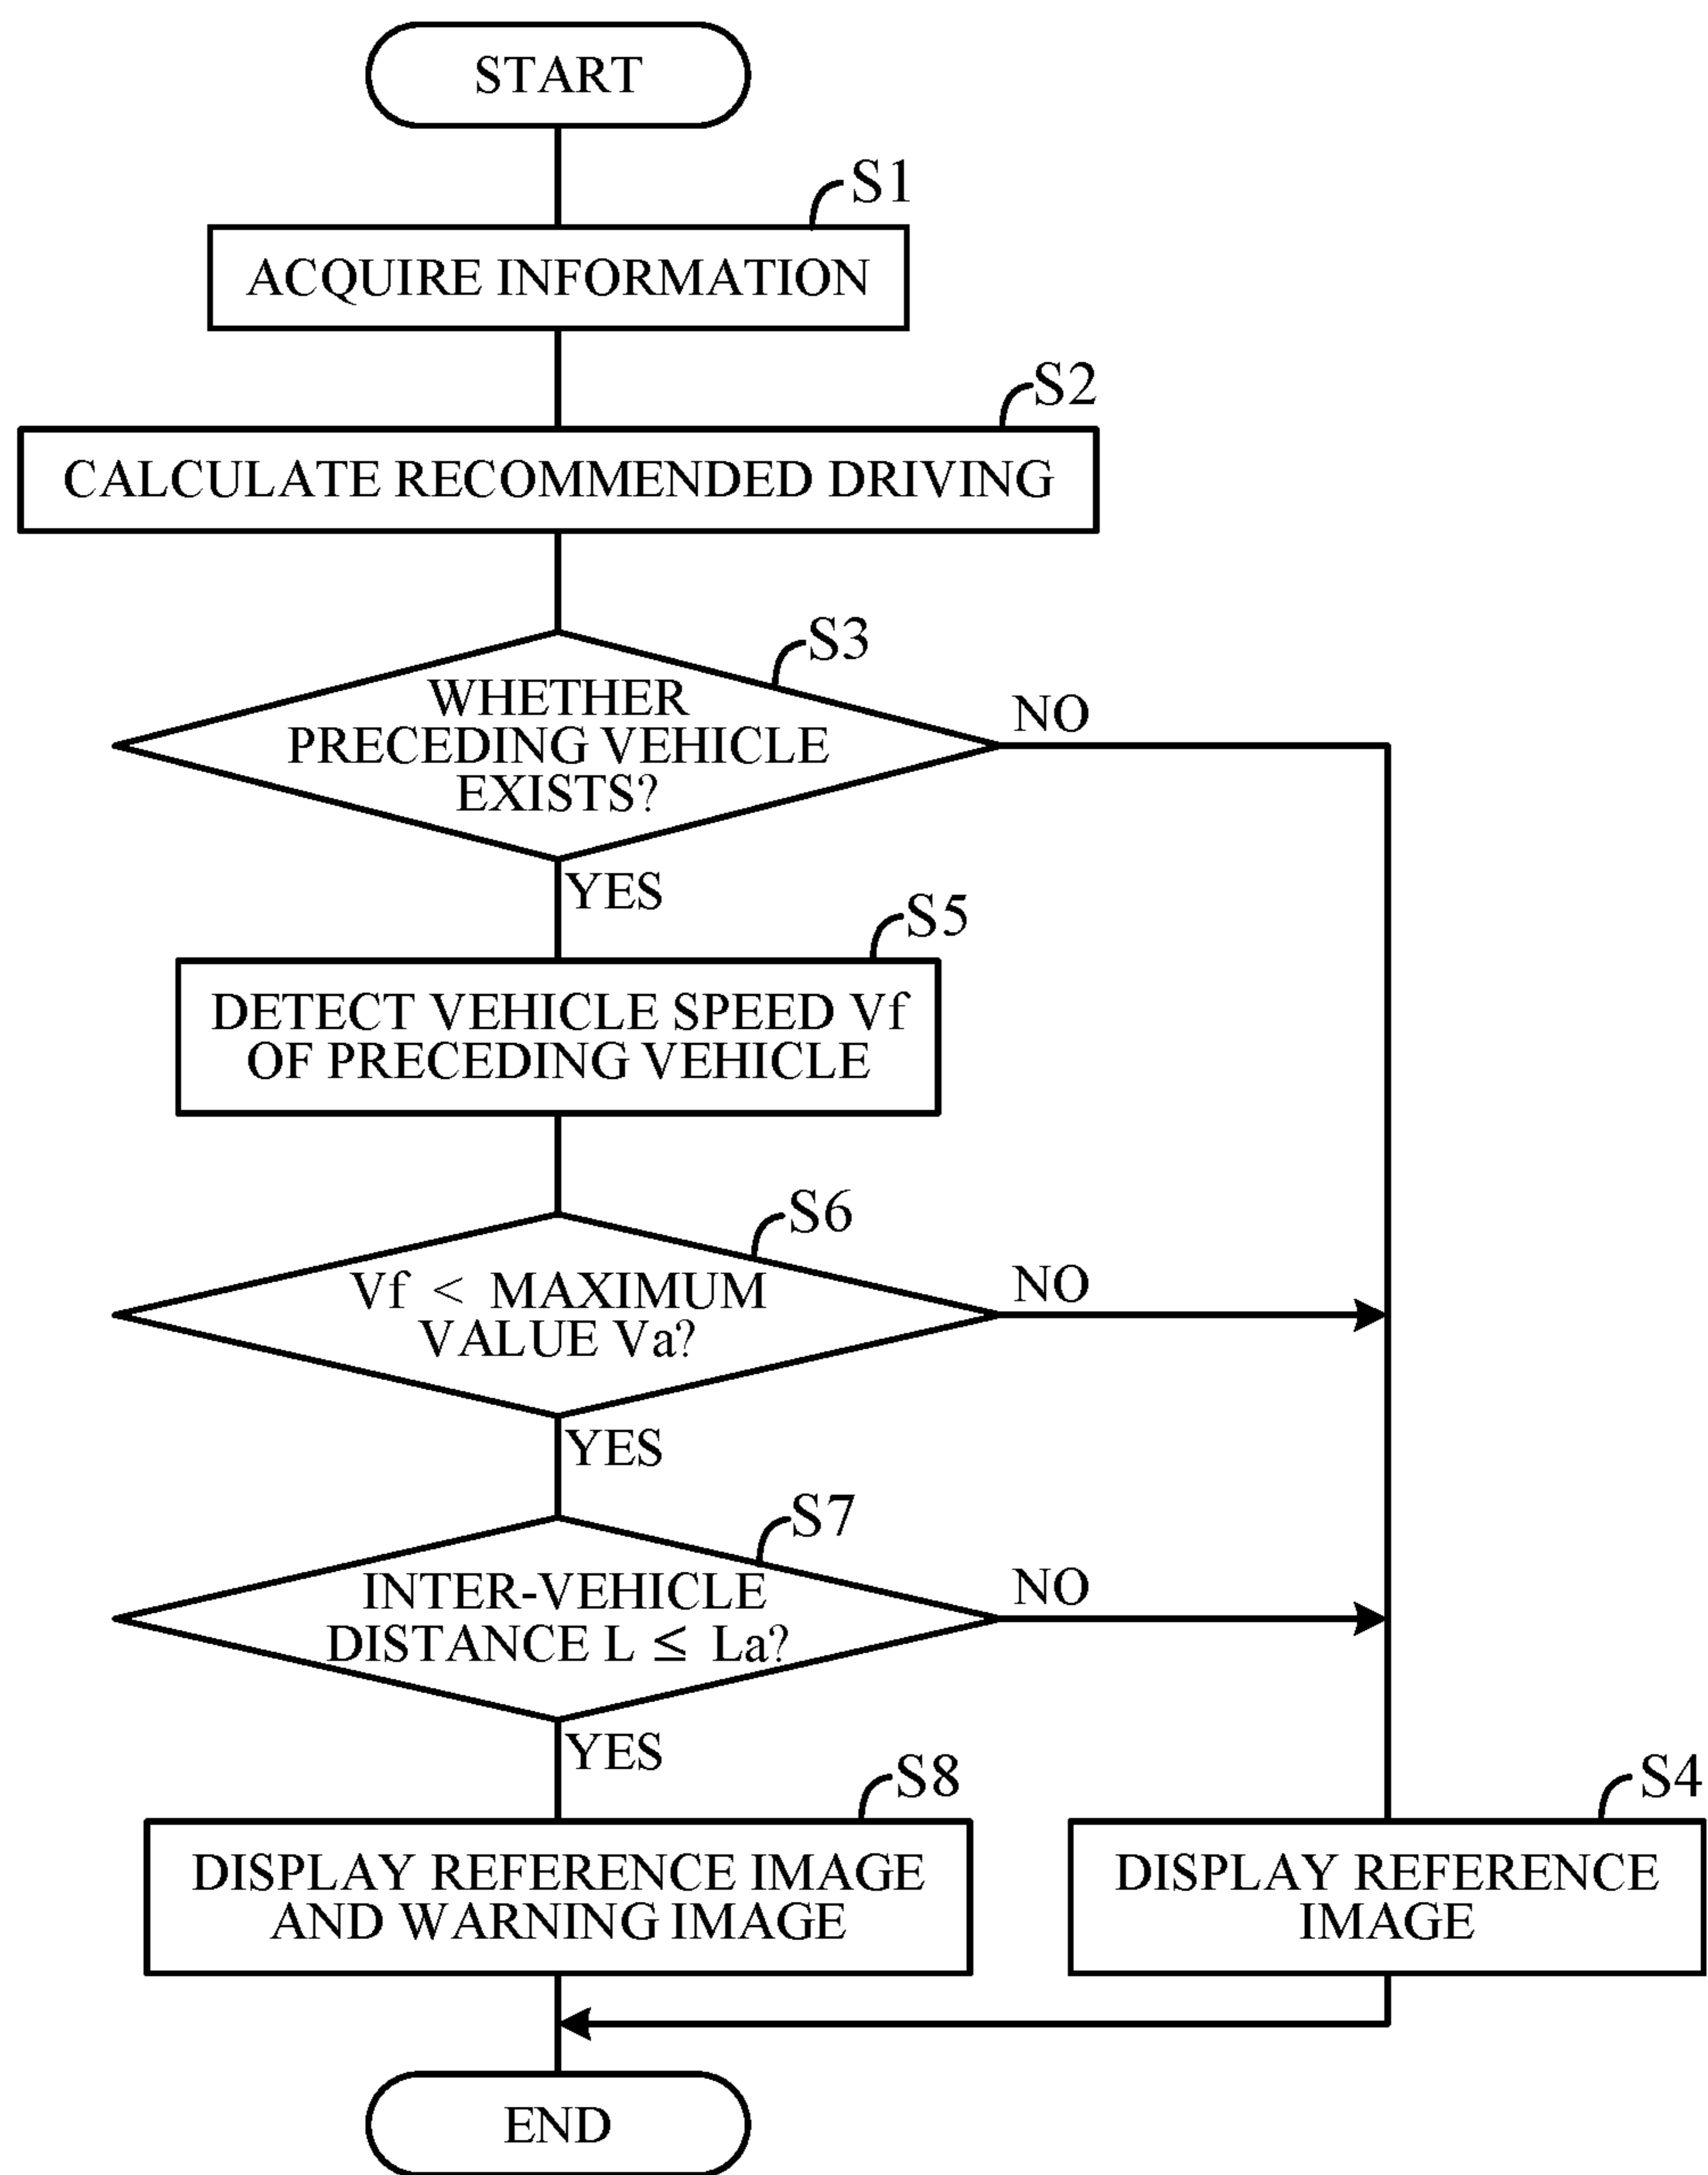 START
S1
ACQUIRE INFORMATION
S2
CALCULATE RECOMMENDED DRIVING
S3
WHETHER
PRECEDING VEHICLE
EXISTS?
NO
YES
S5
DETECT VEHICLE SPEED Vf
OF PRECEDING VEHICLE
S6
Vf < MAXIMUM
VALUE Va?
NO
YES
S7
INTER-VEHICLE
DISTANCE L ≤ La?
NO
YES
S8
DISPLAY REFERENCE IMAGE
AND WARNING IMAGE
S4
DISPLAY REFERENCE
IMAGE
END